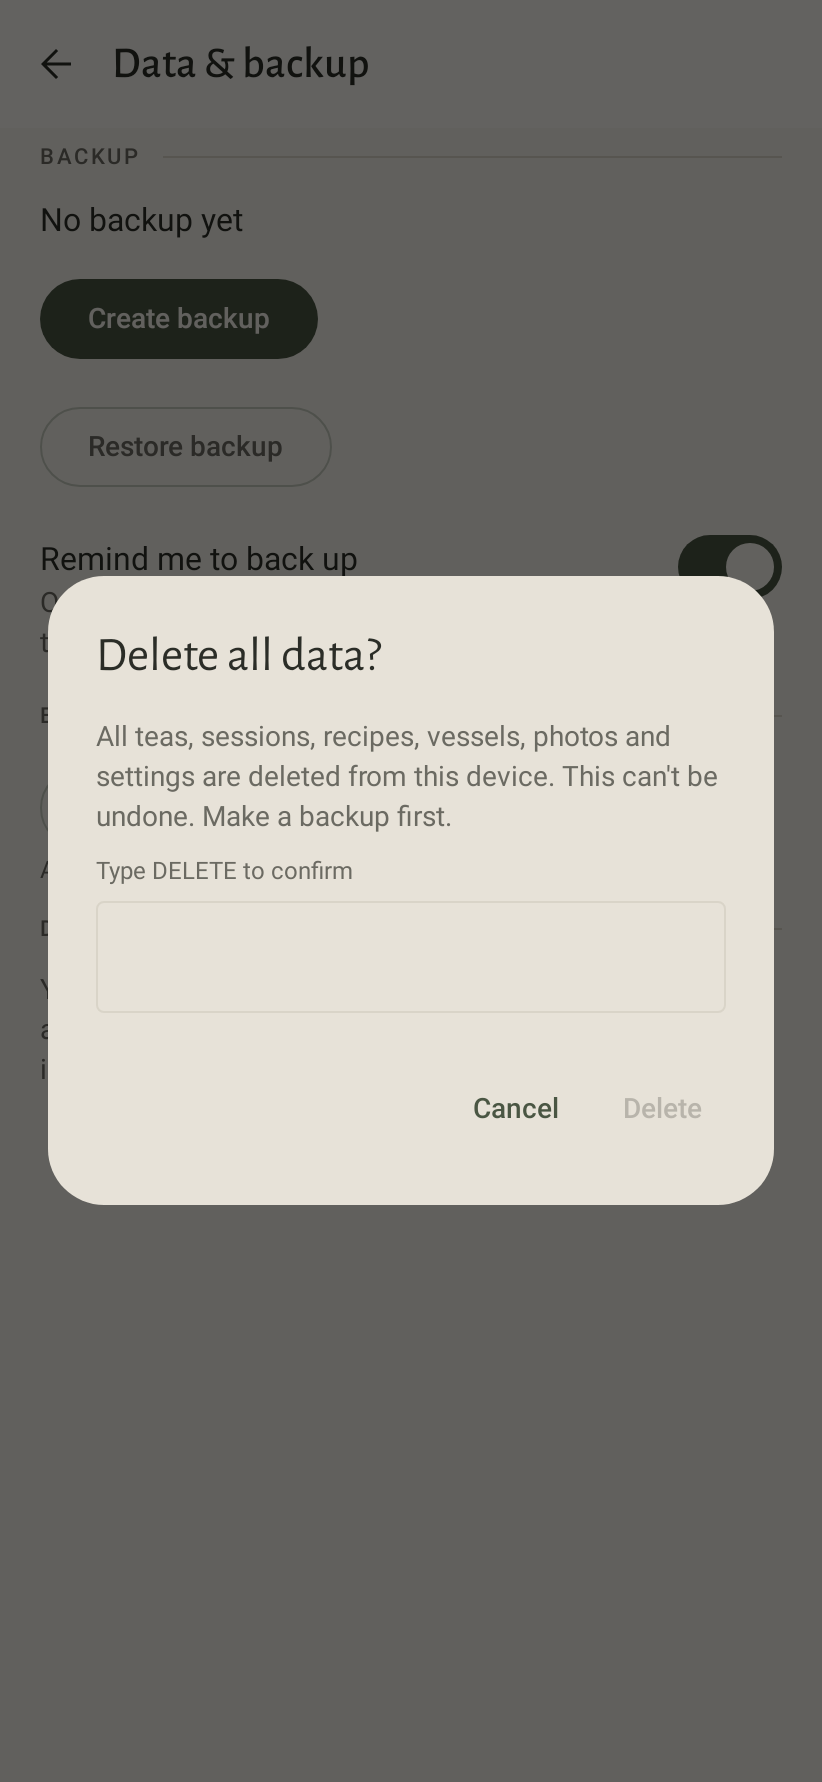 Data & backup
BACKUP
No backup yet
Create backup
Restore backup
Remind me to back up
Delete all data?
All teas, sessions, recipes, vessels, photos and
settings are deleted from this device. This can't be
undone. Make a backup first.
Type DELETE to confirm
Cancel
Delete